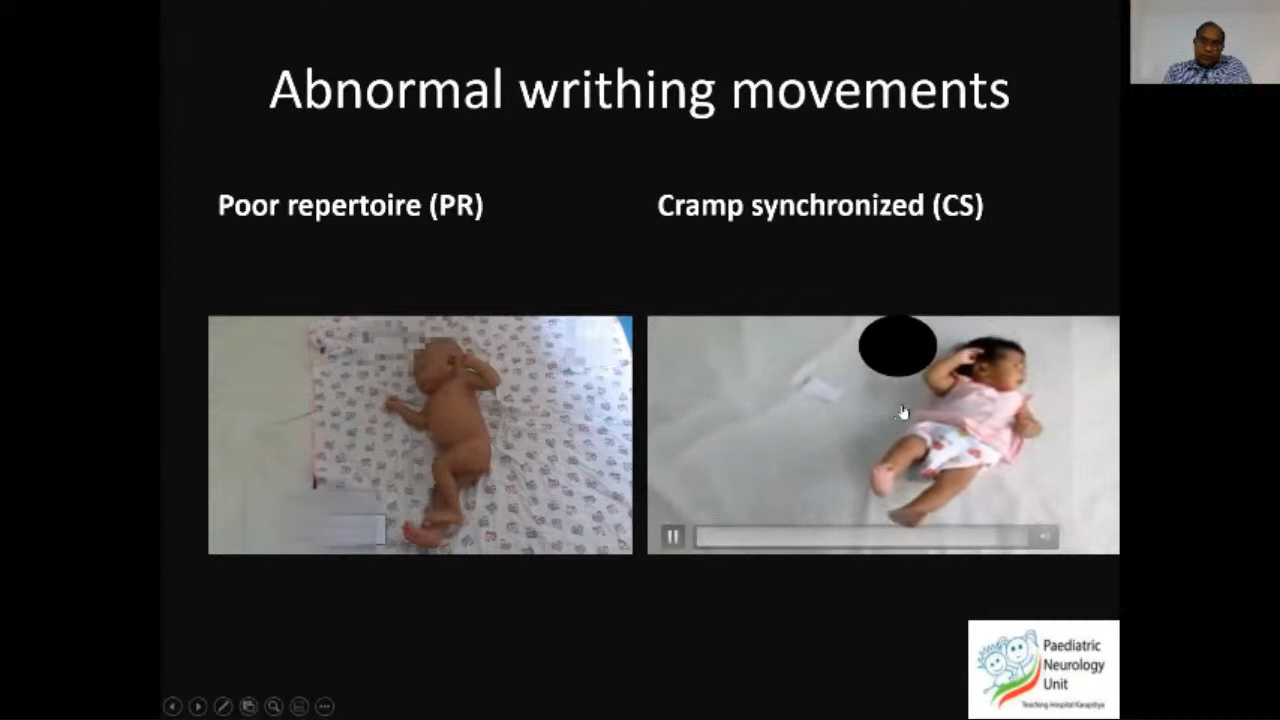 Abnormal writhing movements
Poor repertoire (PR)
Cramp synchronized (CS)
Paediatric
Neurology
Unit
Teaching Hospital Karapitiya